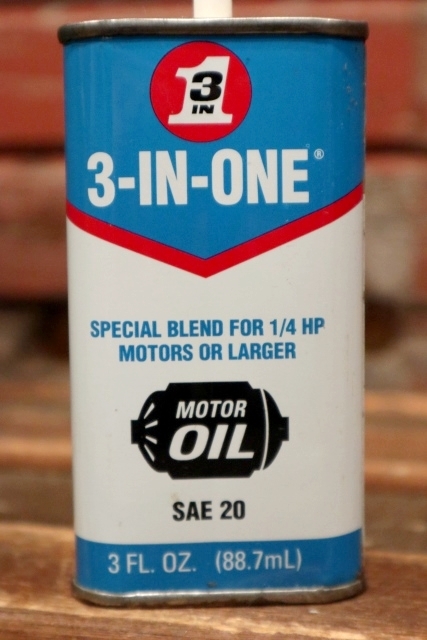 3
IN
1
3-IN-ONE®
SPECIAL BLEND FOR 1/4 HP
MOTORS OR LARGER
MOTOR
OIL
SAE 20
3 FL. OZ. (88.7mL)